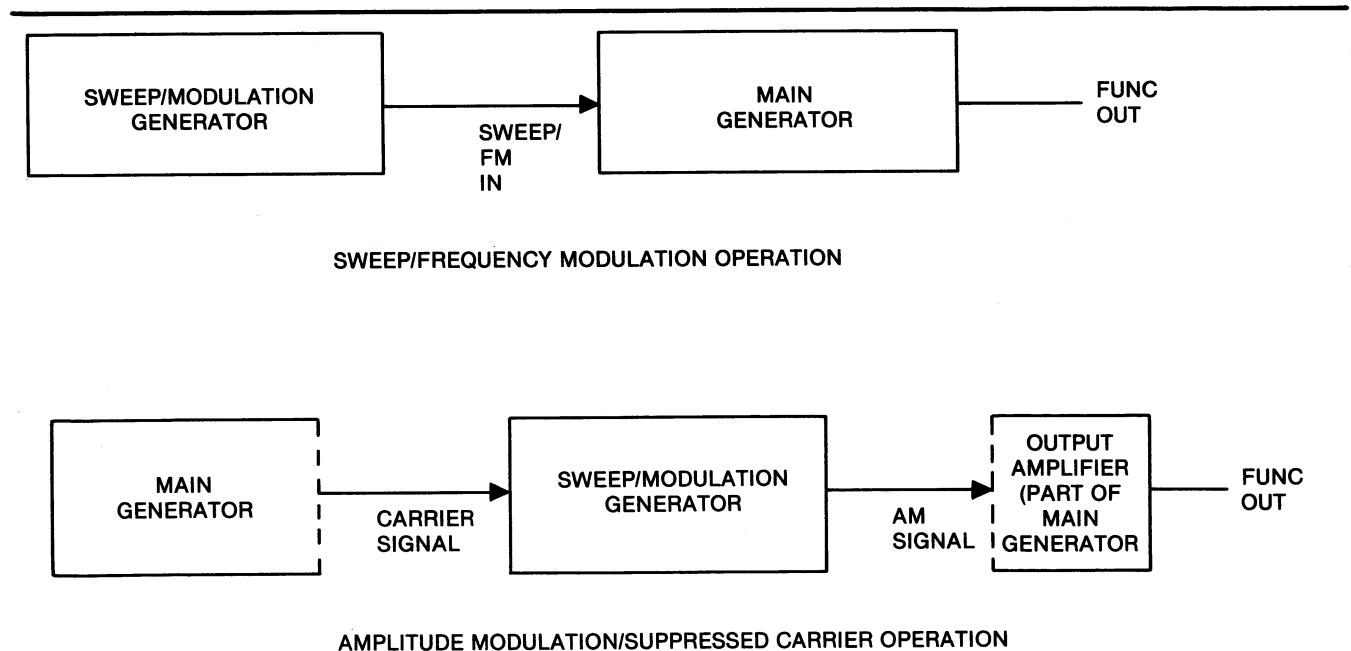 SWEEP/MODULATION
GENERATOR
SWEEP/
FM
IN
MAIN
GENERATOR
FUNC
OUT
SWEEP/FREQUENCY MODULATION OPERATION
MAIN
GENERATOR
CARRIER
SIGNAL
SWEEP/MODULATION
GENERATOR
AM
SIGNAL
OUTPUT
AMPLIFIER
(PART OF
MAIN
GENERATOR
FUNC
OUT
AMPLITUDE MODULATION/SUPPRESSED CARRIER OPERATION